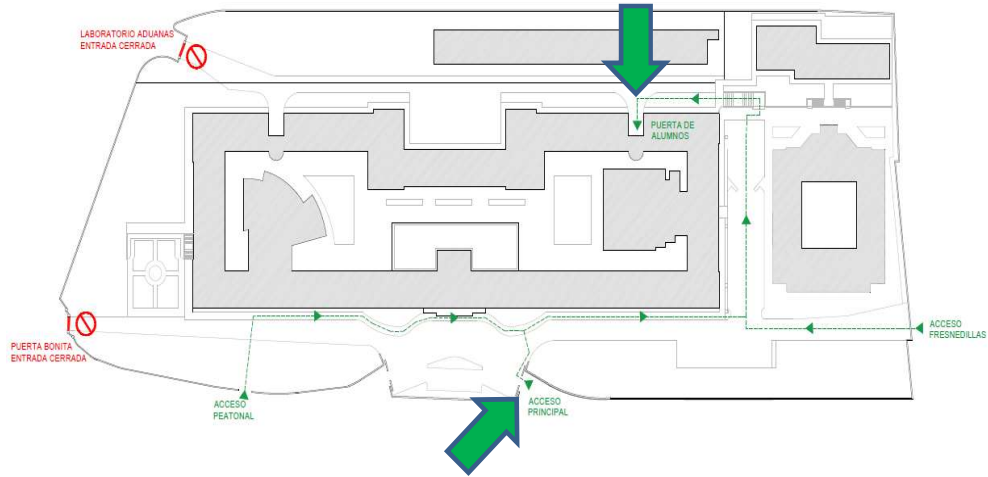 LABORATORIO ADUANAS
ENTRADA CERRADA
PUERTA DE
ALUMNOS
ACCESO
FRESNEDILLAS
PUERTA BONITA
ENTRADA CERRADA
ACCESO
PEATONAL
ACCESO
PRINCIPAL